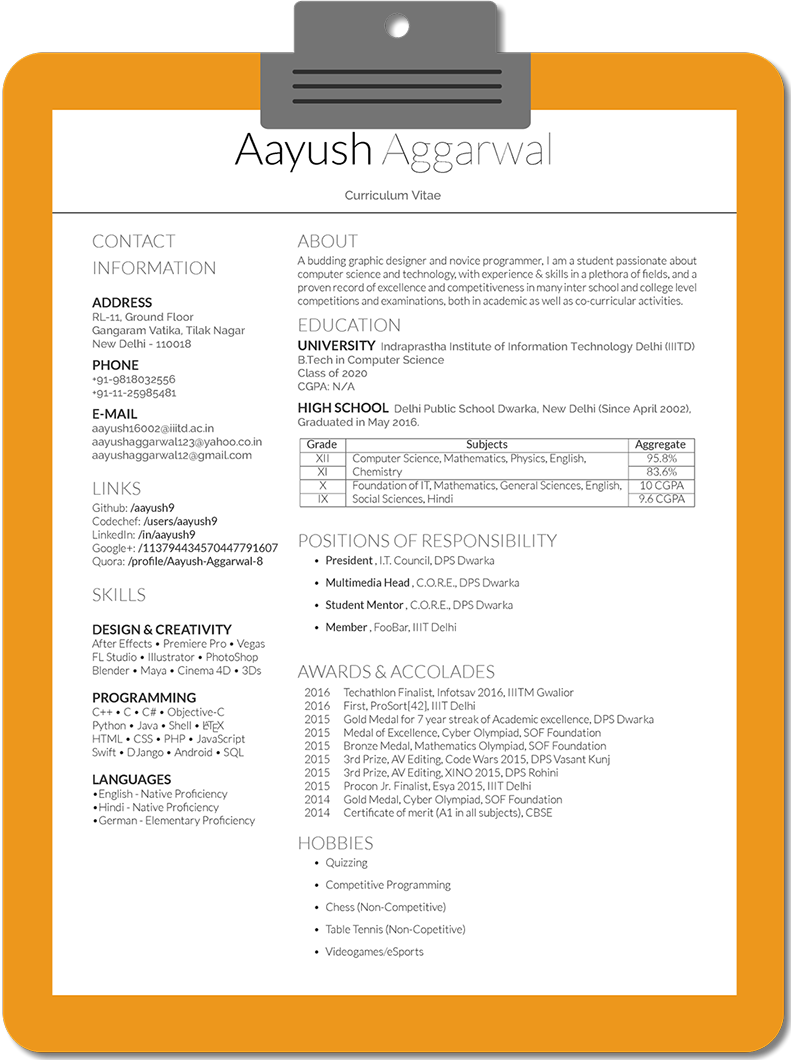 Aayush Aggarwal
Curriculum Vitae
CONTACT
INFORMATION
ADDRESS
RL-11, Ground Floor
Gangaram Vatika, Tilak Nagar
New Delhi - 110018
PHONE
+91-9818032556
+91-11-25985481
E-MAIL
aayush16002@iiitd.ac.in
aayushaggarwal123@yahoo.co.in
aayushaggarwal12@gmail.com
LINKS
Github: /aayush9
Codechef: /users/aayush9
LinkedIn: /in/aayush9
Google+: /113794434570447791607
Quora: /profile/Aayush-Aggarwal-8
SKILLS
DESIGN & CREATIVITY
After Effects • Premiere Pro • Vegas
FL Studio • Illustrator • PhotoShop
Blender • Maya • Cinema 4D • 3Ds
PROGRAMMING
C++ • C • C# • Objective-C
Python • Java • Shell • LATEX
HTML • CSS • PHP • JavaScript
Swift • DJango • Android • SQL
LANGUAGES
•English - Native Proficiency
•Hindi - Native Proficiency
•German - Elementary Proficiency
ABOUT
A budding graphic designer and novice programmer, I am a student passionate about
computer science and technology, with experience & skills in a plethora of fields, and a
proven record of excellence and competitiveness in many inter school and college level
competitions and examinations, both in academic as well as co-curricular activities.
EDUCATION
UNIVERSITY Indraprastha Institute of Information Technology Delhi (IIITD)
B.Tech in Computer Science
Class of 2020
CGPA: N/A
HIGH SCHOOL Delhi Public School Dwarka, New Delhi (Since April 2002),
Graduated in May 2016.
Grade Subjects Aggregate
XII Computer Science, Mathematics, Physics, English, 95.8%
XI Chemistry 83.6%
X Foundation of IT, Mathematics, General Sciences, English, 10 CGPA
IX Social Sciences, Hindi 9.6 CGPA
POSITIONS OF RESPONSIBILITY
• President , I.T. Council, DPS Dwarka
• Multimedia Head , C.O.R.E., DPS Dwarka
• Student Mentor , C.O.R.E., DPS Dwarka
• Member , FooBar, IIIT Delhi
AWARDS & ACCOLADES
2016 Techathlon Finalist, Infotsav 2016, IIITM Gwalior
2016 First, ProSort[42], IIIT Delhi
2015 Gold Medal for 7 year streak of Academic excellence, DPS Dwarka
2015 Medal of Excellence, Cyber Olympiad, SOF Foundation
2015 Bronze Medal, Mathematics Olympiad, SOF Foundation
2015 3rd Prize, AV Editing, Code Wars 2015, DPS Vasant Kunj
2015 3rd Prize, AV Editing, XINO 2015, DPS Rohini
2015 Procon Jr. Finalist, Esya 2015, IIIT Delhi
2014 Gold Medal, Cyber Olympiad, SOF Foundation
2014 Certificate of merit (A1 in all subjects), CBSE
HOBBIES
• Quizzing
• Competitive Programming
• Chess (Non-Competitive)
• Table Tennis (Non-Copetitive)
• Videogames/eSports